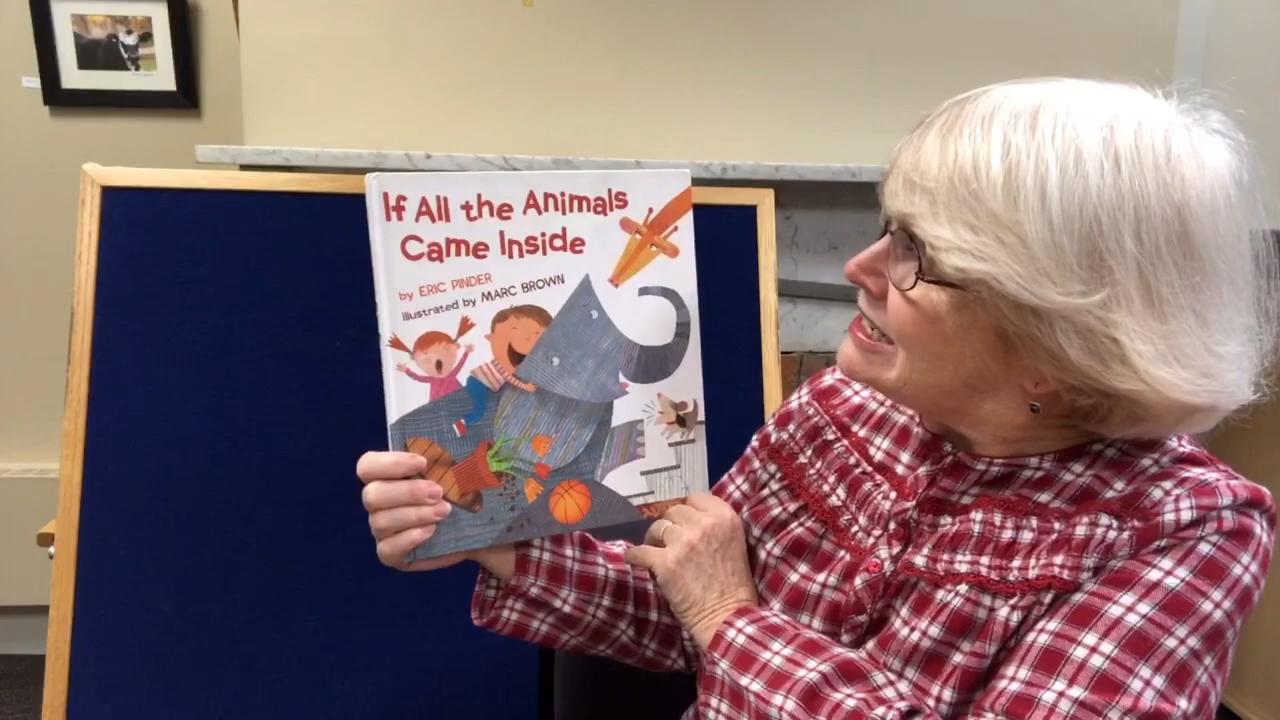 If All the Animals
Came Inside
by ERIC PINDER
illustrated by MARC BROWN